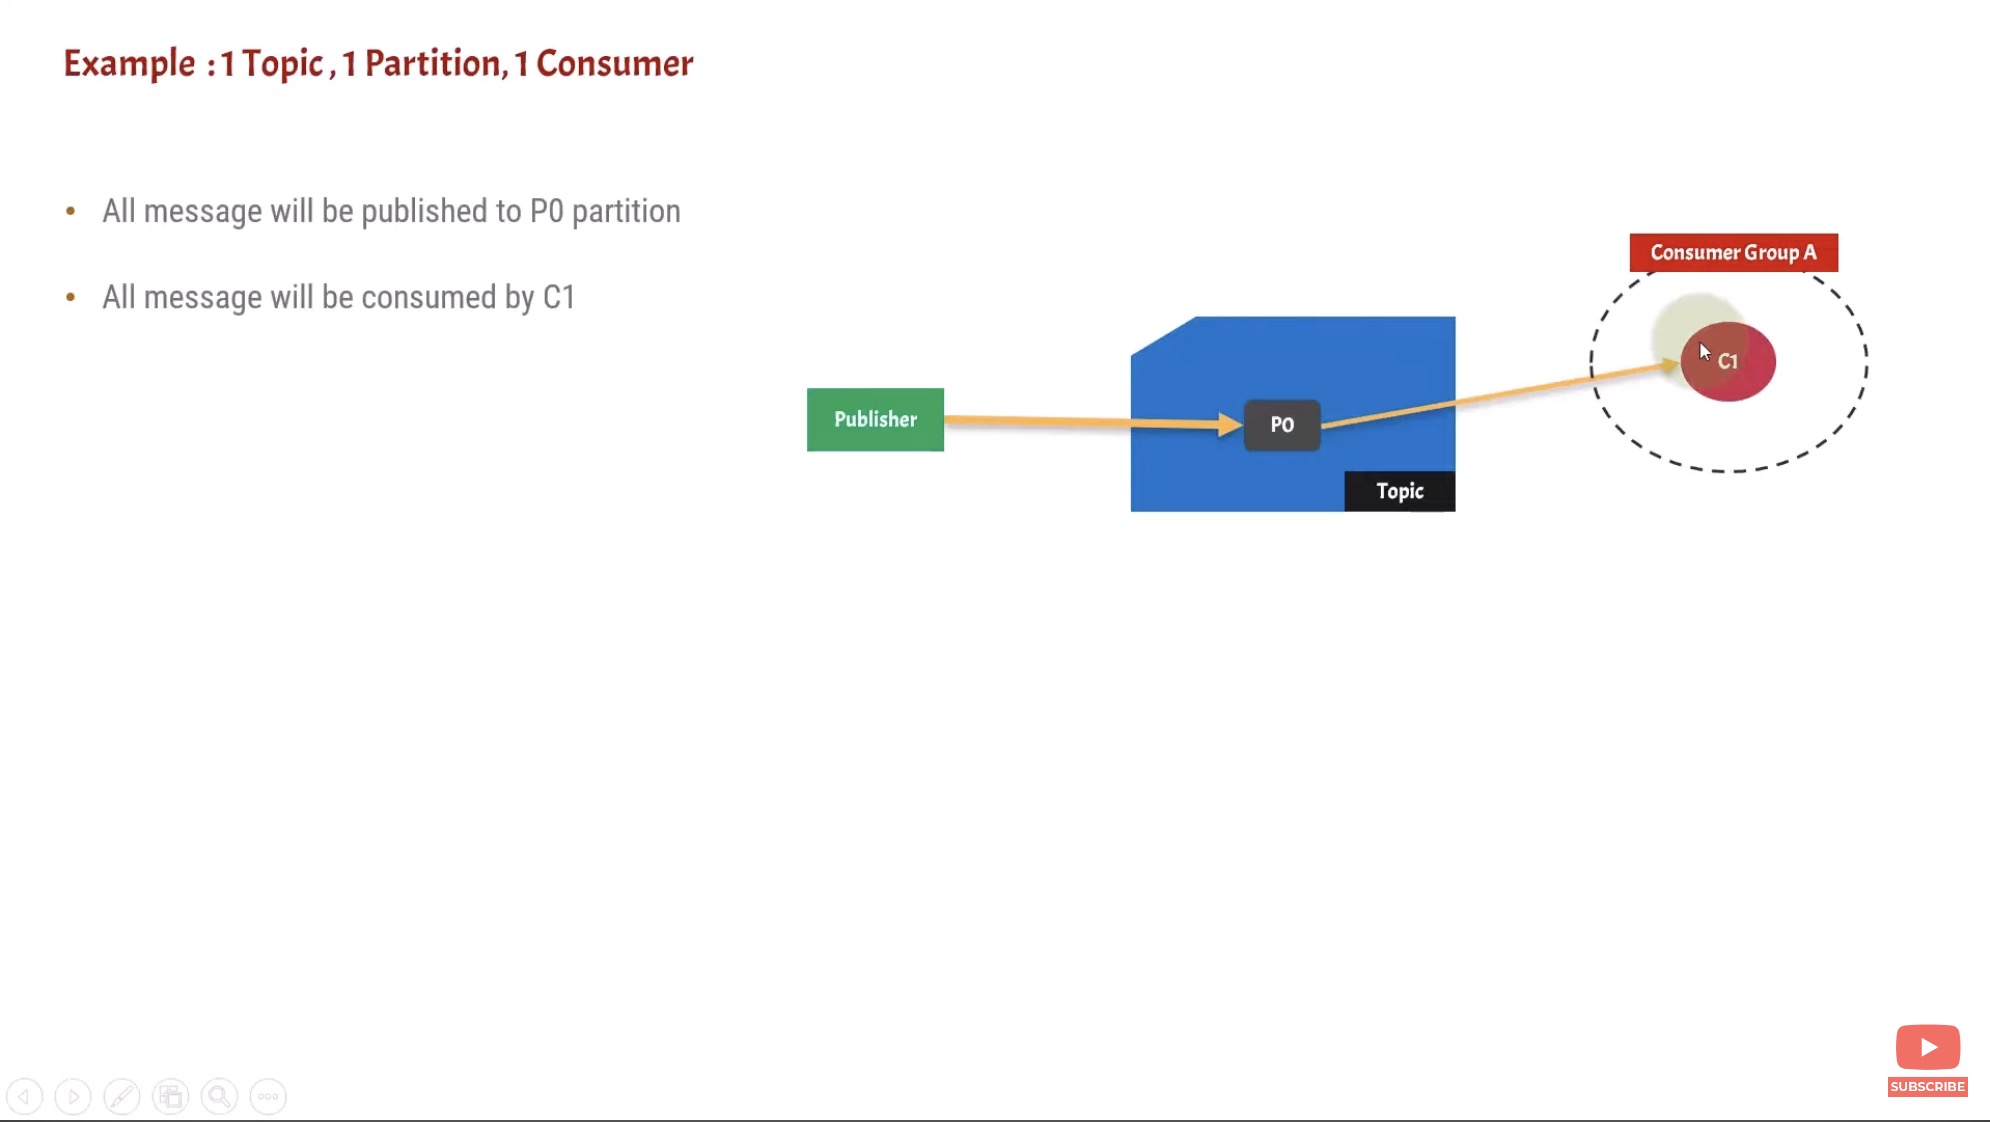 Example : 1 Topic , 1 Partition, 1 Consumer
• All message will be published to P0 partition
• All message will be consumed by C1
Consumer Group A
C1
Publisher
P0
Topic
SUBSCRIBE